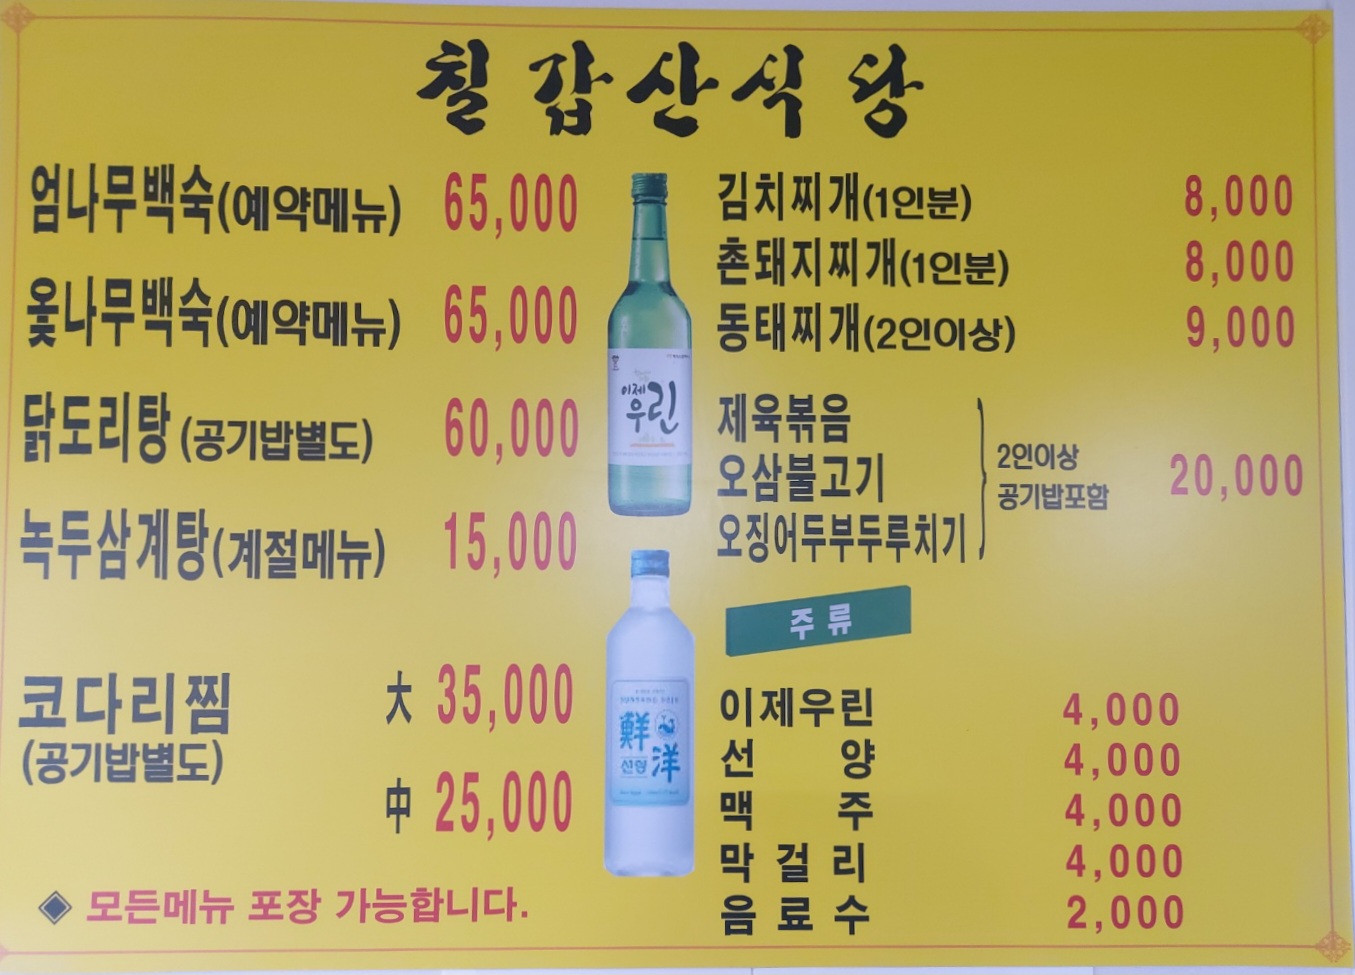 칠갑산식당
엄나무백숙(예약메뉴) 65,000
옻나무백숙(예약메뉴) 65,000
닭도리탕 (공기밥별도) 60,000
녹두삼계탕(계절메뉴) 15,000
코다리찜 大 35,000
(공기밥별도)
中 25,000
◈ 모든메뉴 포장 가능합니다.
이제
우린
鮮
선양 洋
김치찌개(1인분) 8,000
촌돼지찌개(1인분) 8,000
동태찌개(2인이상) 9,000
제육볶음
오삼불고기
오징어두부두루치기
2인이상
공기밥포함
20,000
주류
이제우린 4,000
선양 4,000
맥주 4,000
막걸리 4,000
음료수 2,000